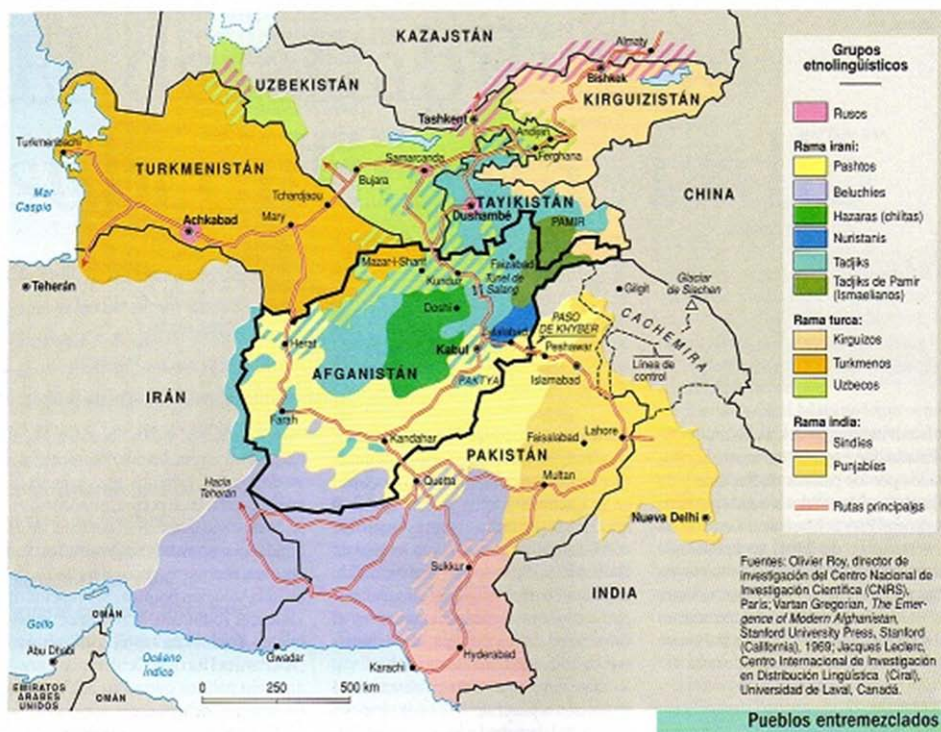 KAZAJSTÁN
Almaty
Bishkek
UZBEKISTÁN
KIRGUIZISTÁN
Tashkent
Andijan
Ferghana
Turkmenbachi
Samarcanda
TURKMENISTÁN
Bujara
CHINA
Mar
Caspio
Tchardjaou
TAYIKISTÁN
Dushambé
Achkabad
Mary
PAMIR
Mazar-I-Sharif
Faizabad
Kunduz
Túnel de
Salang
Teherán
Glaciar
de Siachen
Gilgit
Doshi
PASO
DE KHYBER
CACHEMIRA
Herat
Kabul
Peshawar
Línea de
control
AFGANISTÁN
PAKTYA
Islamabad
IRÁN
Farah
Kandahar
Faisalabad
Lahore
PAKISTÁN
Hacia
Teherán
Quetta
Multan
Nueva Delhi
Sukkur
INDIA
OMÁN
Golfo
Abu Dhabi
Océano
Índico
Gwadar
Hyderabad
Karachi
EMIRATOS
ÁRABES
UNIDOS
OMÁN
0 250 500 km
Grupos
etnolingüísticos
Rusos
Rama irani:
Pashtos
Beluchies
Hazaras (chiítas)
Nuristanis
Tadjiks
Tadjiks de Pamir
(Ismaelianos)
Rama turca:
Kirguizos
Turkmenos
Uzbecos
Rama india:
Sindies
Punjabies
Rutas principales
Fuentes: Olivier Roy, director de
investigación del Centro Nacional de
Investigación Científica (CNRS),
París; Vartan Gregorian, The Emer-
gence of Modern Afghanistan,
Stanford University Press, Stanford
(California), 1969; Jacques Leclerc,
Centro Internacional de Investigación
en Distribución Lingüística (Ciral),
Universidad de Laval, Canadá.
Pueblos entremezclados